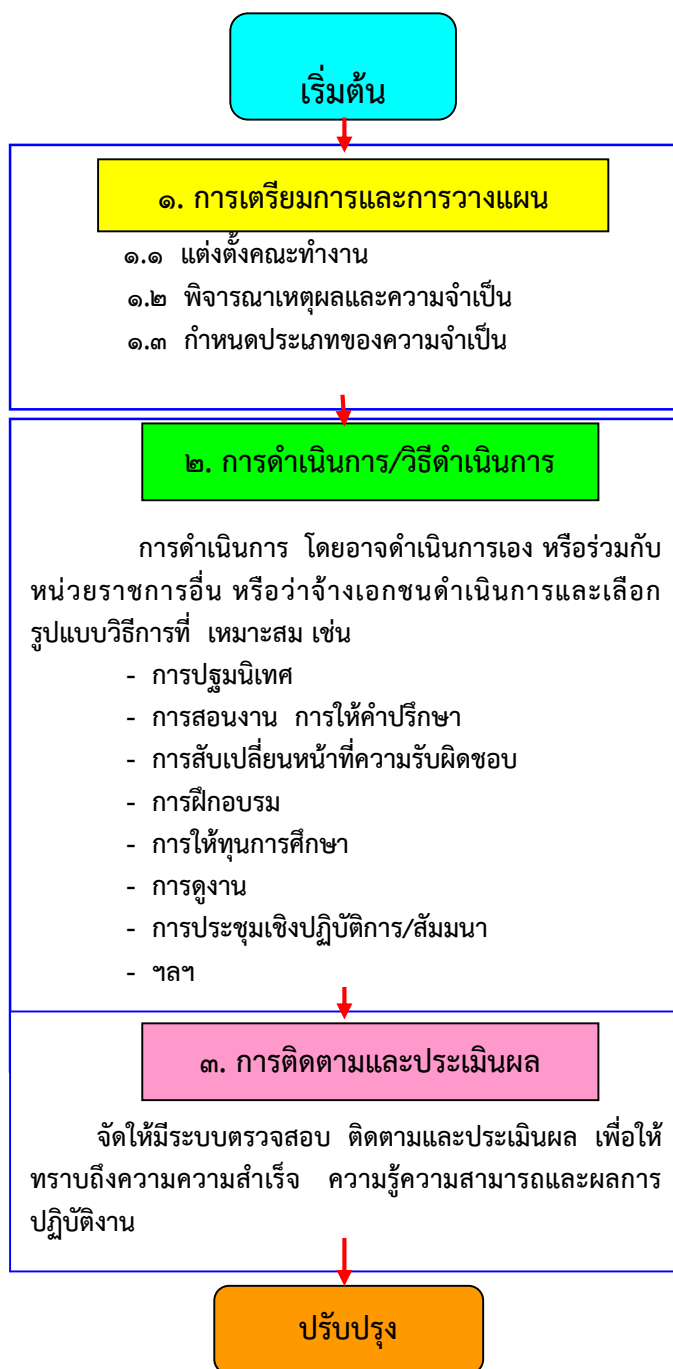 เริ่มต้น
๑. การเตรียมการและการวางแผน
๑.๑ แต่งตั้งคณะทำงาน
๑.๒ พิจารณาเหตุผลและความจำเป็น
๑.๓ กำหนดประเภทของความจำเป็น
๒. การดำเนินการ/วิธีดำเนินการ
การดำเนินการ โดยอาจดำเนินการเอง หรือร่วมกับ
หน่วยราชการอื่น หรือว่าจ้างเอกชนดำเนินการและเลือก
รูปแบบวิธีการที่ เหมาะสม เช่น
- การปฐมนิเทศ
- การสอนงาน การให้คำปรึกษา
- การสับเปลี่ยนหน้าที่ความรับผิดชอบ
- การฝึกอบรม
- การให้ทุนการศึกษา
- การดูงาน
- การประชุมเชิงปฏิบัติการ/สัมมนา
- ฯลฯ
๓. การติดตามและประเมินผล
จัดให้มีระบบตรวจสอบ ติดตามและประเมินผล เพื่อให้
ทราบถึงความความสำเร็จ ความรู้ความสามารถและผลการ
ปฏิบัติงาน
ปรับปรุง